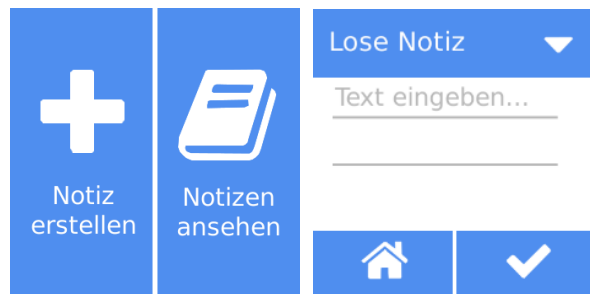 Notiz
erstellen
Notizen
ansehen
Lose Notiz
Text eingeben...